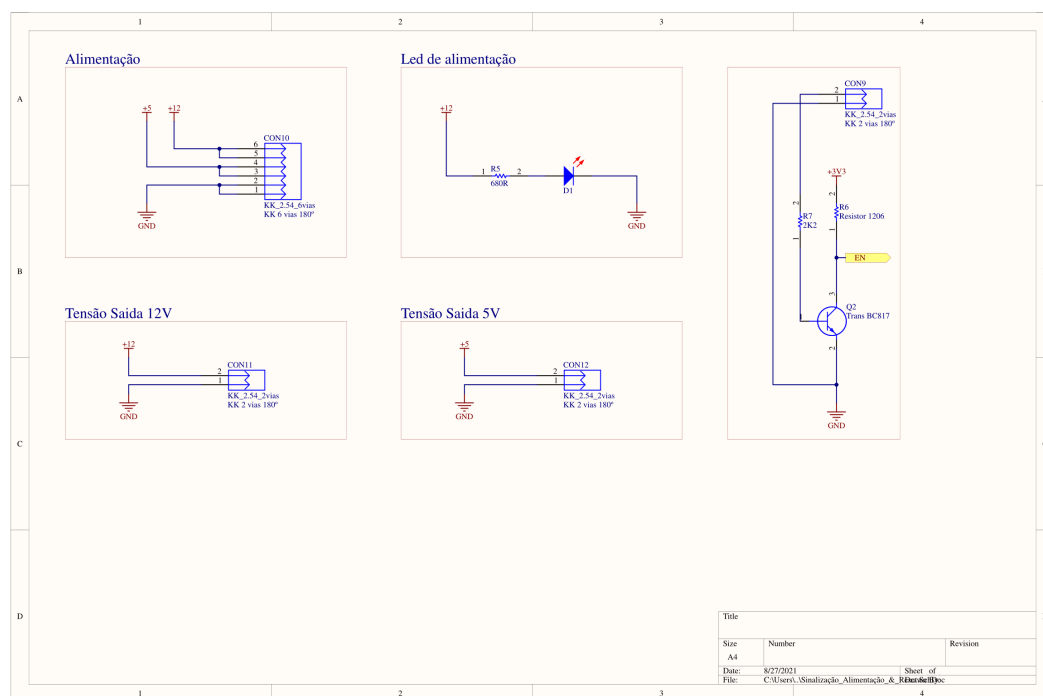 1 2 3 4
A
B
C
D
Alimentação
+5 +12
CON10
6
5
4
3
2
1
KK_2.54_6vias
KK 6 vias 180º
GND
Led de alimentação
+12
1 R5 2
680R
D1
GND
CON9
2
1
KK_2.54_2vias
KK 2 vias 180º
+3V3
2
R6
Resistor 1206
1
2
R7
2K2
1
EN
3
Q2
Trans BC817
1
2
GND
Tensão Saida 12V
+12
CON11
2
1
KK_2.54_2vias
KK 2 vias 180º
GND
Tensão Saida 5V
+5
CON12
2
1
KK_2.54_2vias
KK 2 vias 180º
GND
Title
Size Number Revision
A4
Date: 8/27/2021 Sheet of
File: C:\Users\..\Sinalização_Alimentação_&
1 2 3 4